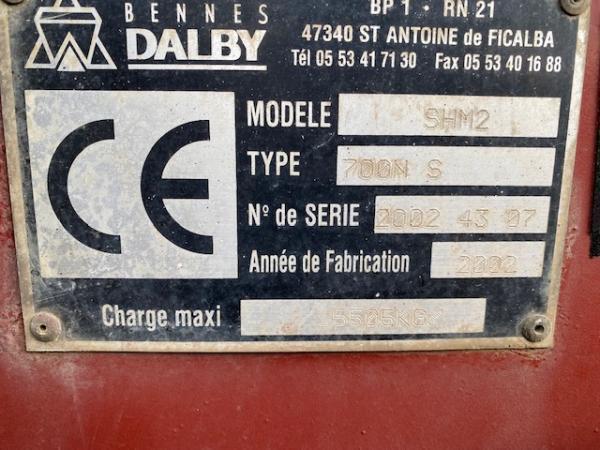 BENNES
DALBY
BP 1 • RN 21
47340 ST ANTOINE de FICALBA
Tél 05 53 41 71 30 Fax 05 53 40 16 88
CE
MODELE SHM2
TYPE 700N S
Nº de SERIE 2002 43 07
Année de Fabrication 2002
Charge maxi 5505KG